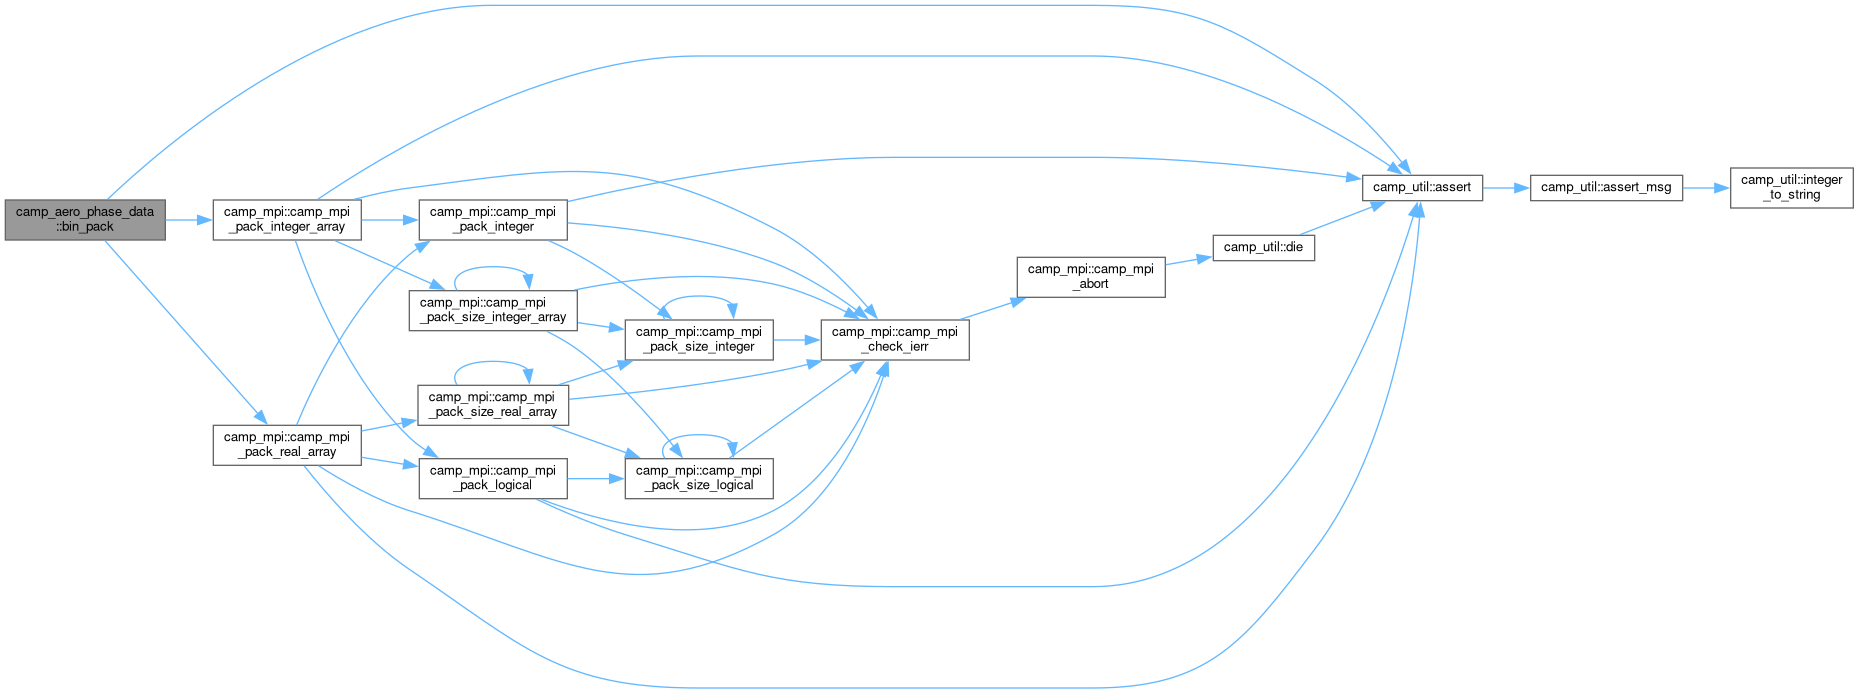 camp_aero_phase_data
::bin_pack
camp_mpi::camp_mpi
_pack_integer_array
camp_mpi::camp_mpi
_pack_real_array
camp_mpi::camp_mpi
_pack_integer
camp_mpi::camp_mpi
_pack_size_integer_array
camp_mpi::camp_mpi
_pack_size_real_array
camp_mpi::camp_mpi
_pack_logical
camp_mpi::camp_mpi
_pack_size_integer
camp_mpi::camp_mpi
_pack_size_logical
camp_mpi::camp_mpi
_check_ierr
camp_mpi::camp_mpi
_abort
camp_util::die
camp_util::assert
camp_util::assert_msg
camp_util::integer
_to_string